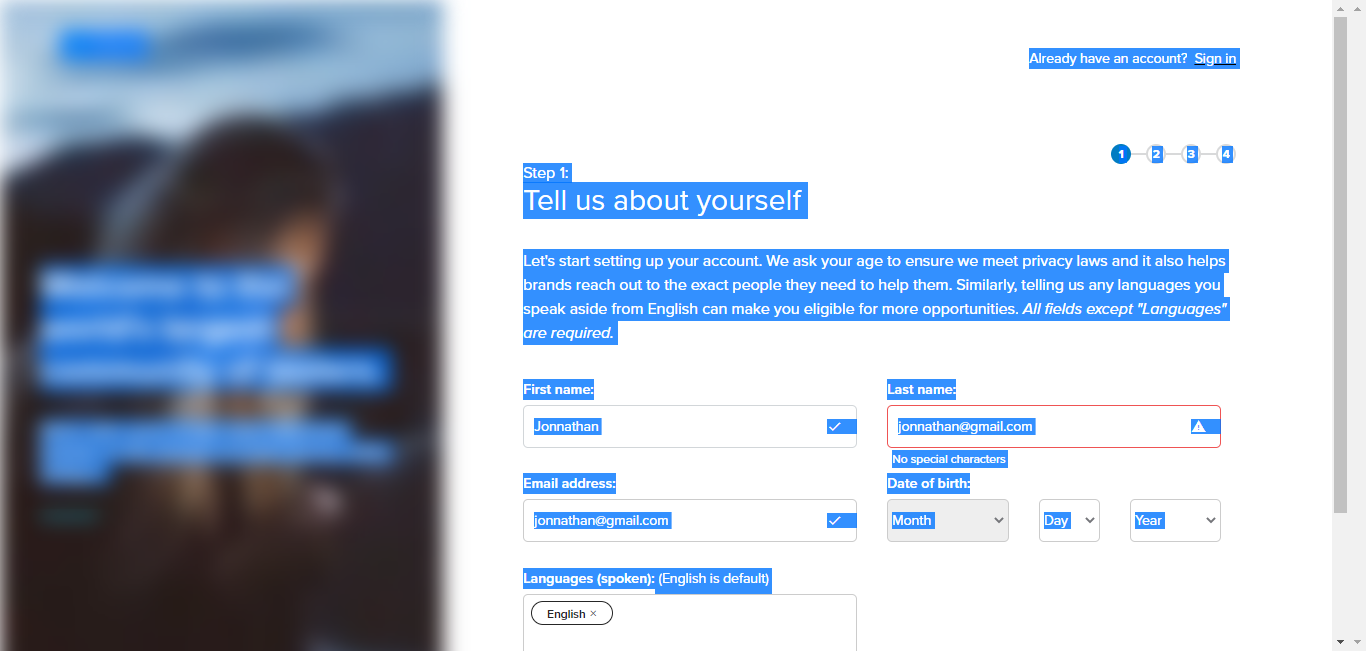 Already have an account? Sign in
1 2 3 4
Step 1:
Tell us about yourself
Let's start setting up your account. We ask your age to ensure we meet privacy laws and it also helps
brands reach out to the exact people they need to help them. Similarly, telling us any languages you
speak aside from English can make you eligible for more opportunities. All fields except "Languages"
are required.
First name: Last name:
Jonnathan jonnathan@gmail.com
No special characters
Email address: Date of birth:
jonnathan@gmail.com Month Day Year
Languages (spoken): (English is default)
English ×